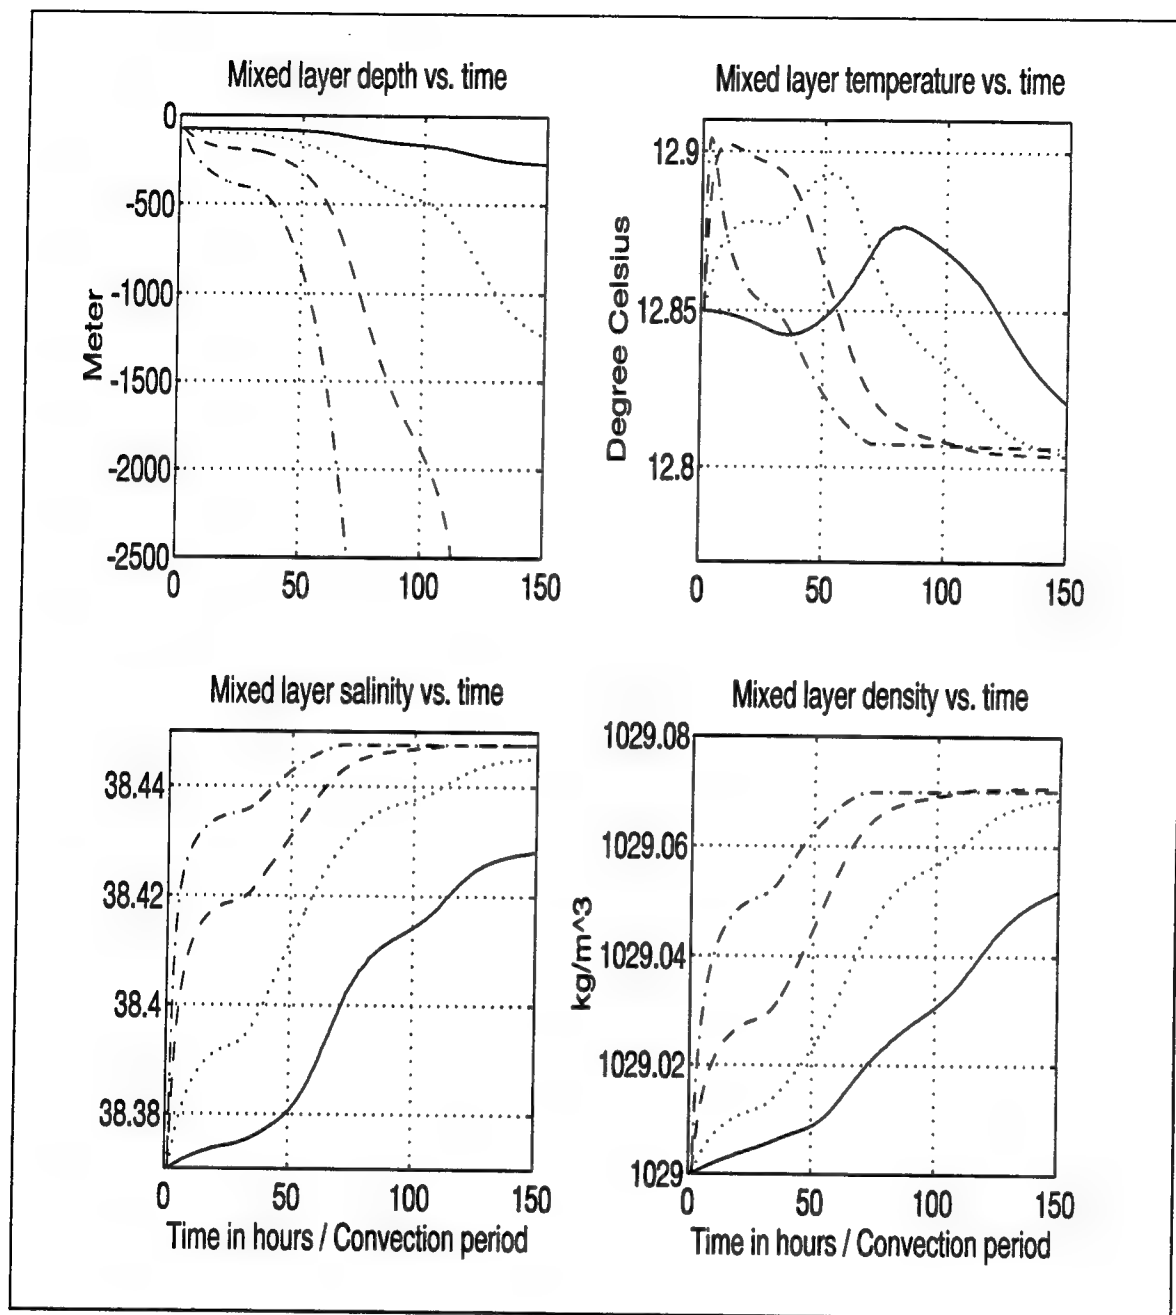 Mixed layer depth vs. time
0
-500
-1000
-1500
-2000
-2500
Meter
0 50 100 150
Mixed layer temperature vs. time
12.9
12.85
12.8
Degree Celsius
0 50 100 150
Mixed layer salinity vs. time
38.44
38.42
38.4
38.38
0 50 100 150
Time in hours / Convection period
Mixed layer density vs. time
1029.08
1029.06
1029.04
1029.02
1029
kg/m^3
0 50 100 150
Time in hours / Convection period